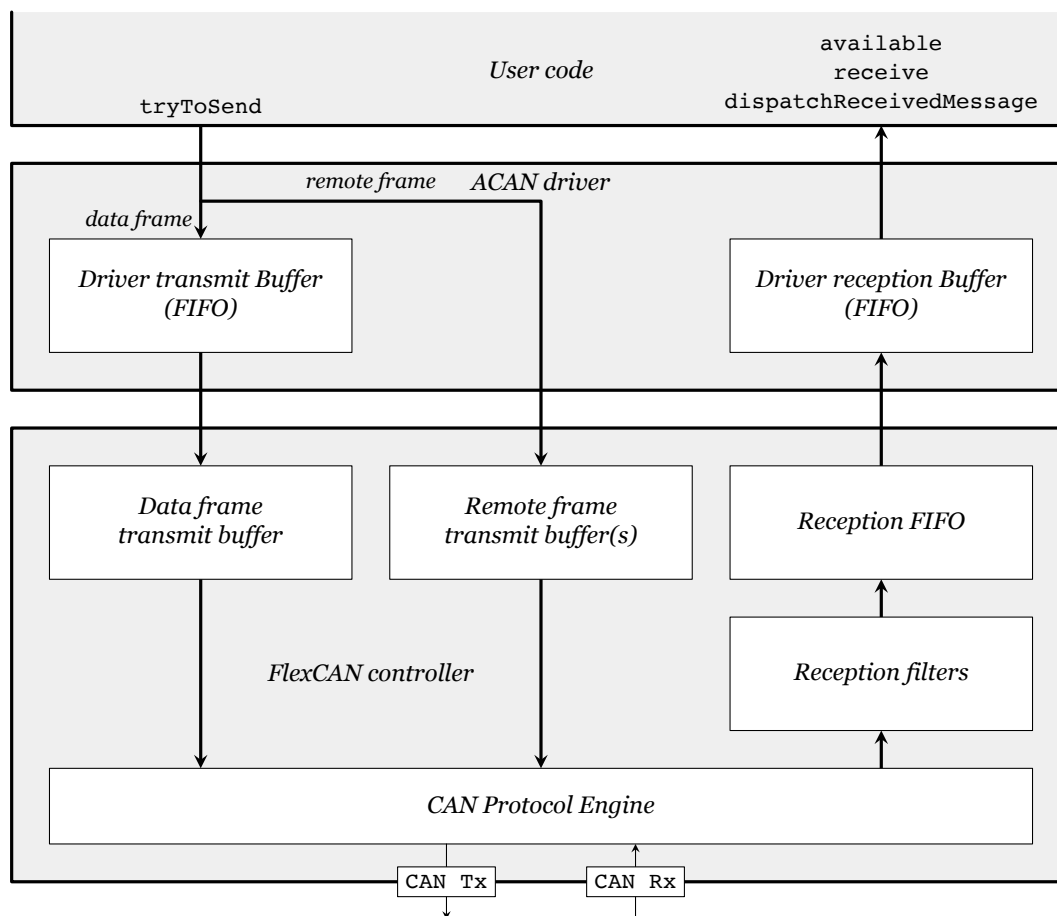 available
User code
receive
tryToSend
dispatchReceivedMessage
remote frame
ACAN driver
data frame
Driver transmit Buffer
(FIFO)
Driver reception Buffer
(FIFO)
Data frame
transmit buffer
Remote frame
transmit buffer(s)
Reception FIFO
FlexCAN controller
Reception filters
CAN Protocol Engine
CAN Tx
CAN Rx